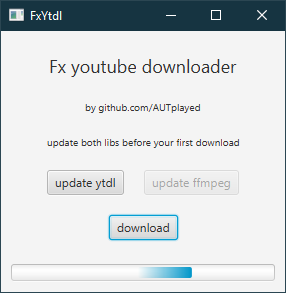 FxYtdl
Fx youtube downloader
by github.com/AUTplayed
update both libs before your first download
update ytdl update ffmpeg
download